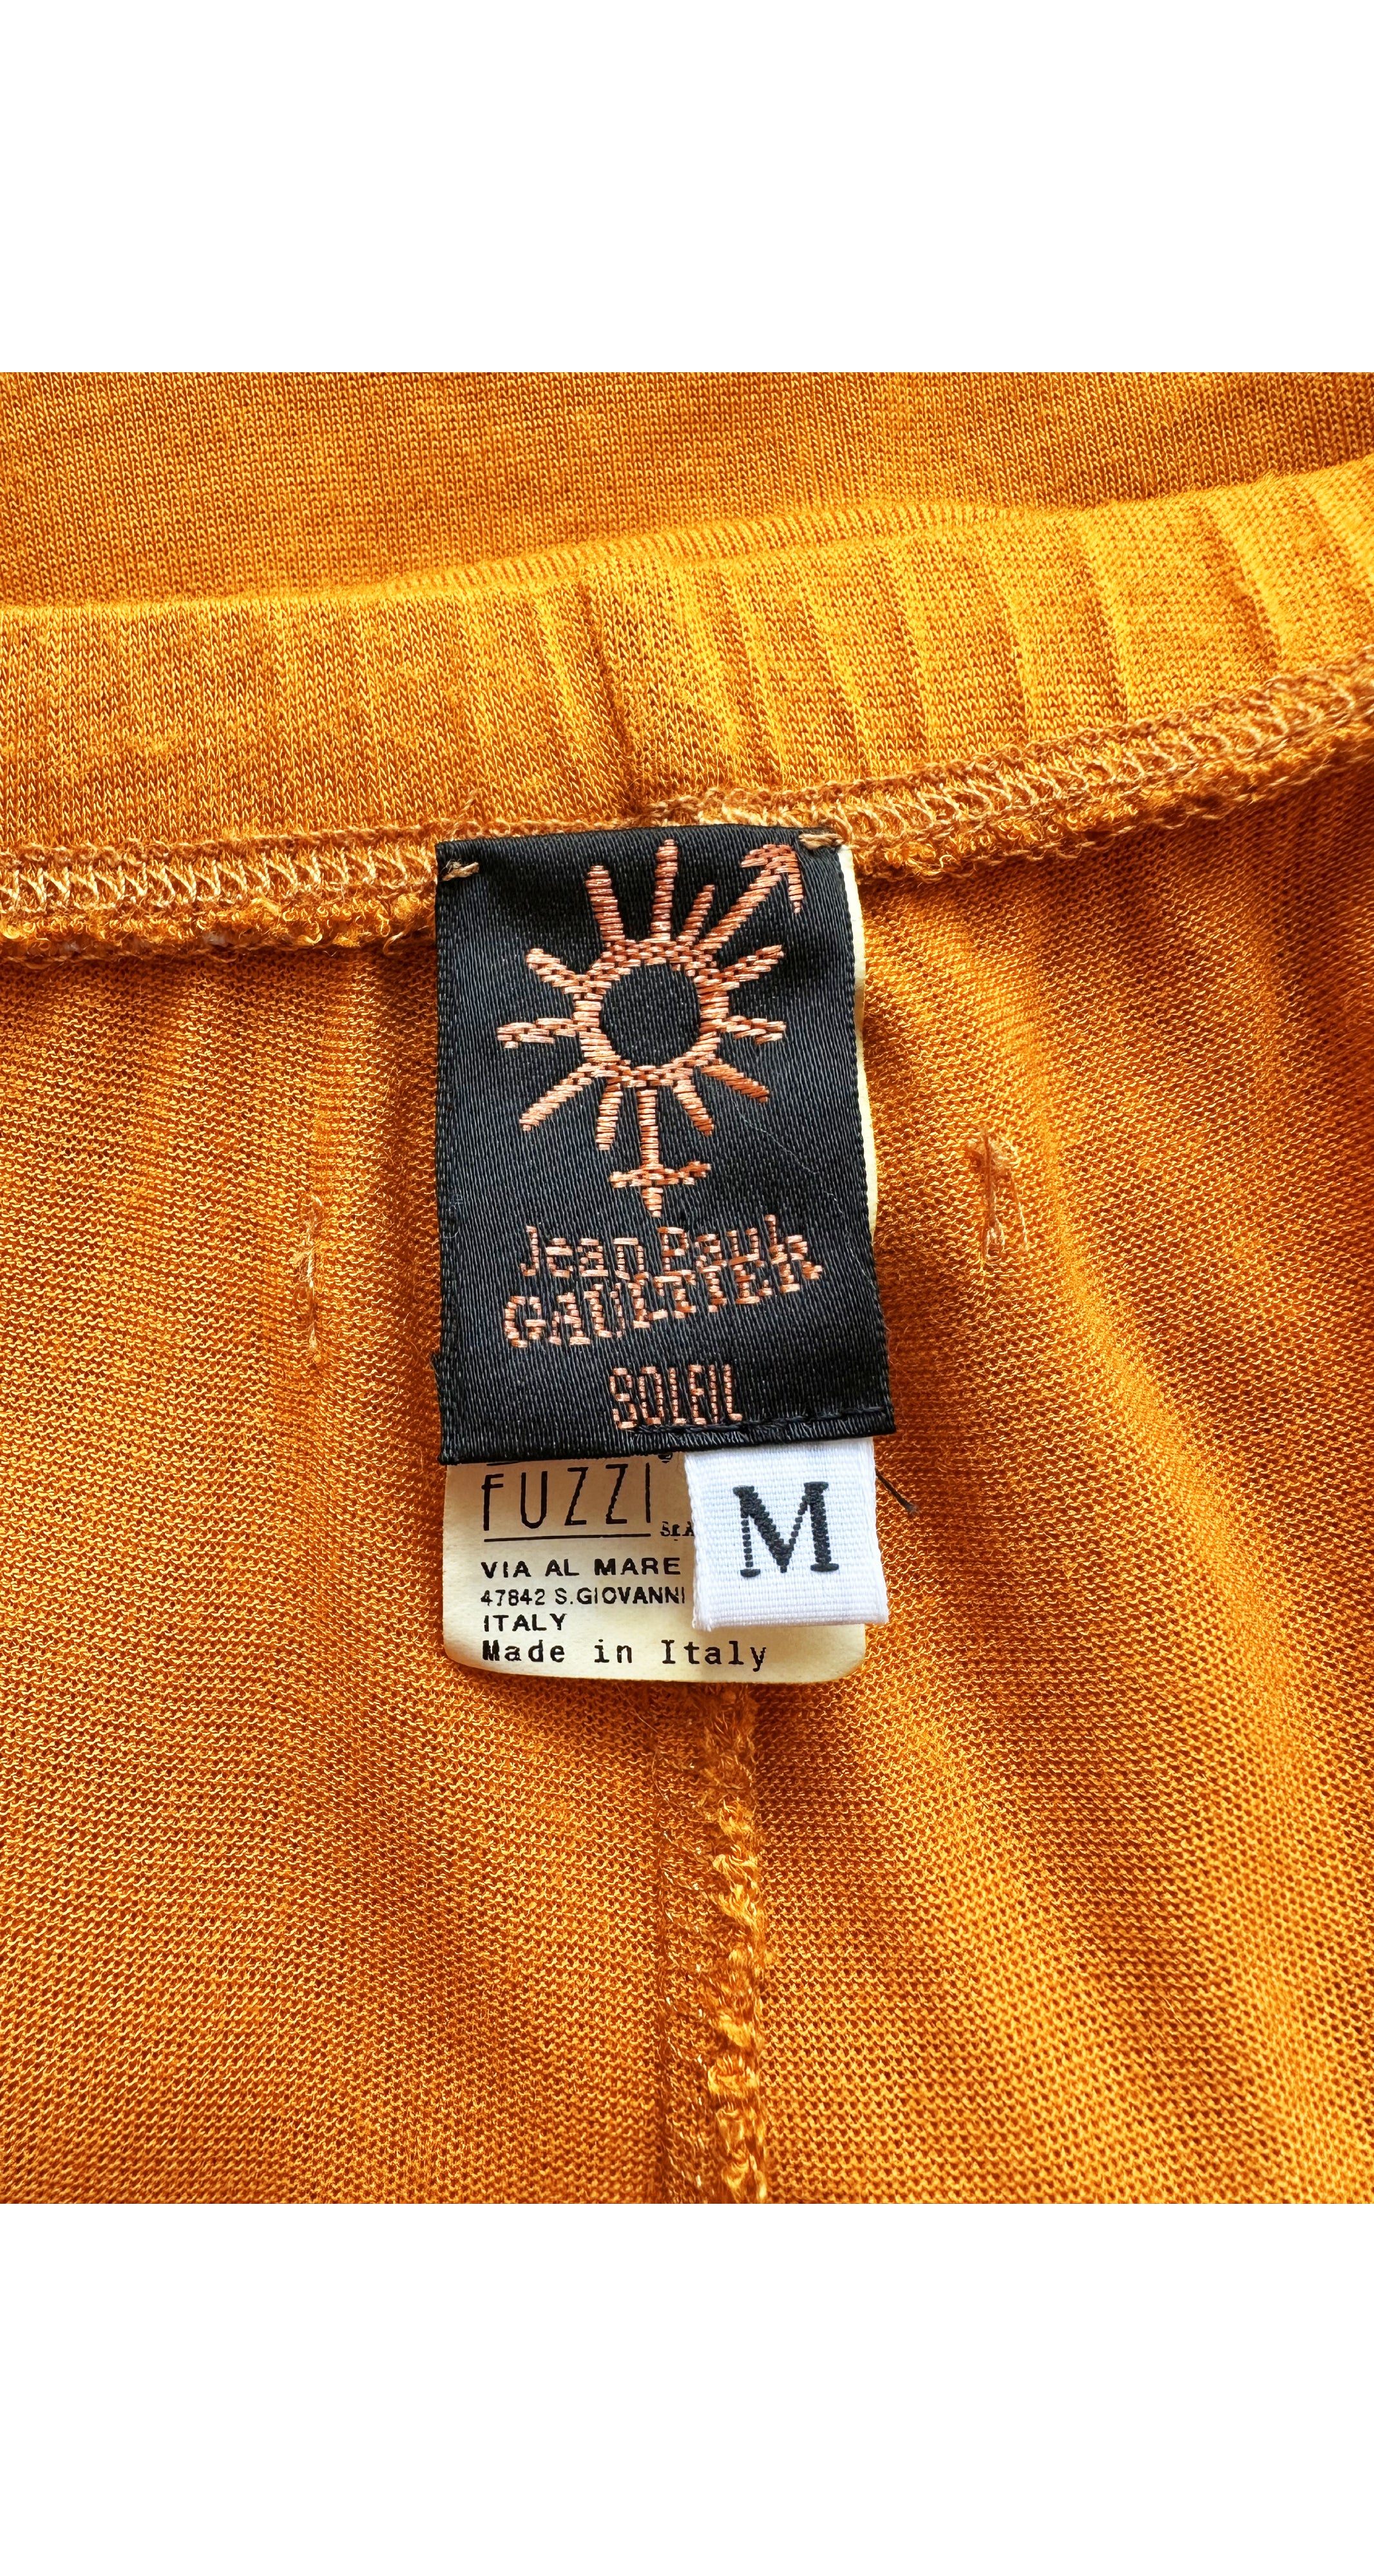 Jean Paul
GAULTIER
SOLEIL
FUZZI
M
VIA AL MARE
47842 S.GIOVANNI
ITALY
Made in Italy